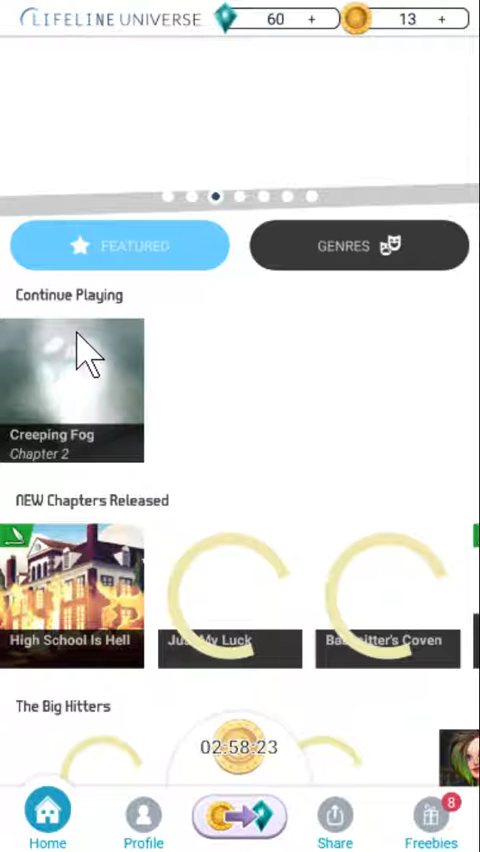 LIFELINE UNIVERSE
60 +
13 +
FEATURED
GENRES
Continue Playing
Creeping Fog
Chapter 2
NEW Chapters Released
High School Is Hell
Just My Luck
Babysitter's Coven
The Big Hitters
02:58:23
8
Home
Profile
Share
Freebies